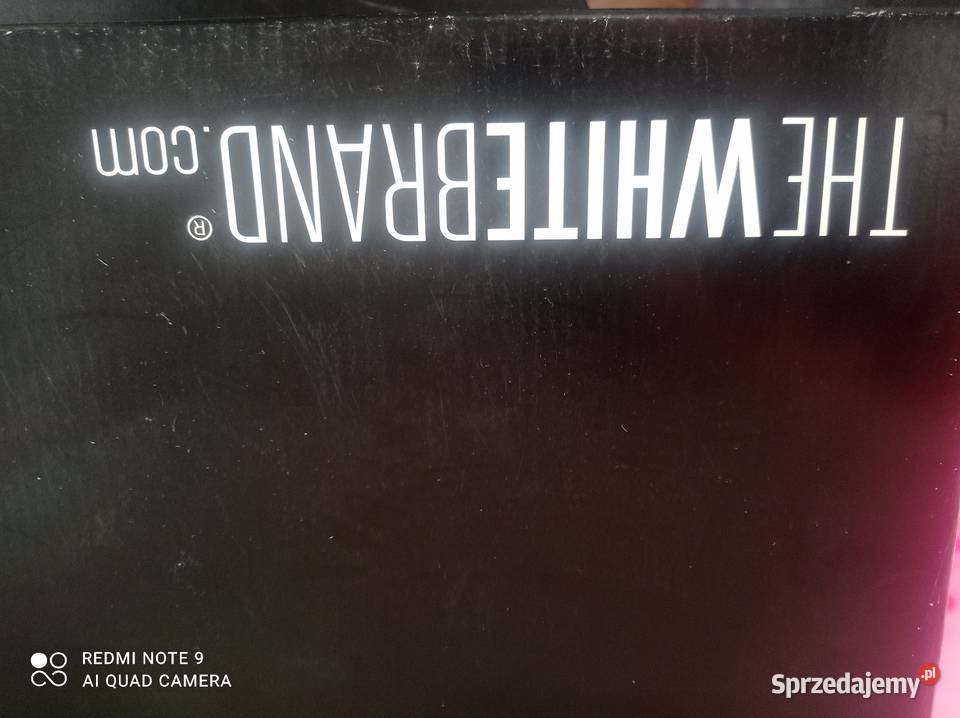 THEWHITEBRAND®.com
REDMI NOTE 9
AI QUAD CAMERA
Sprzedajemy.pl